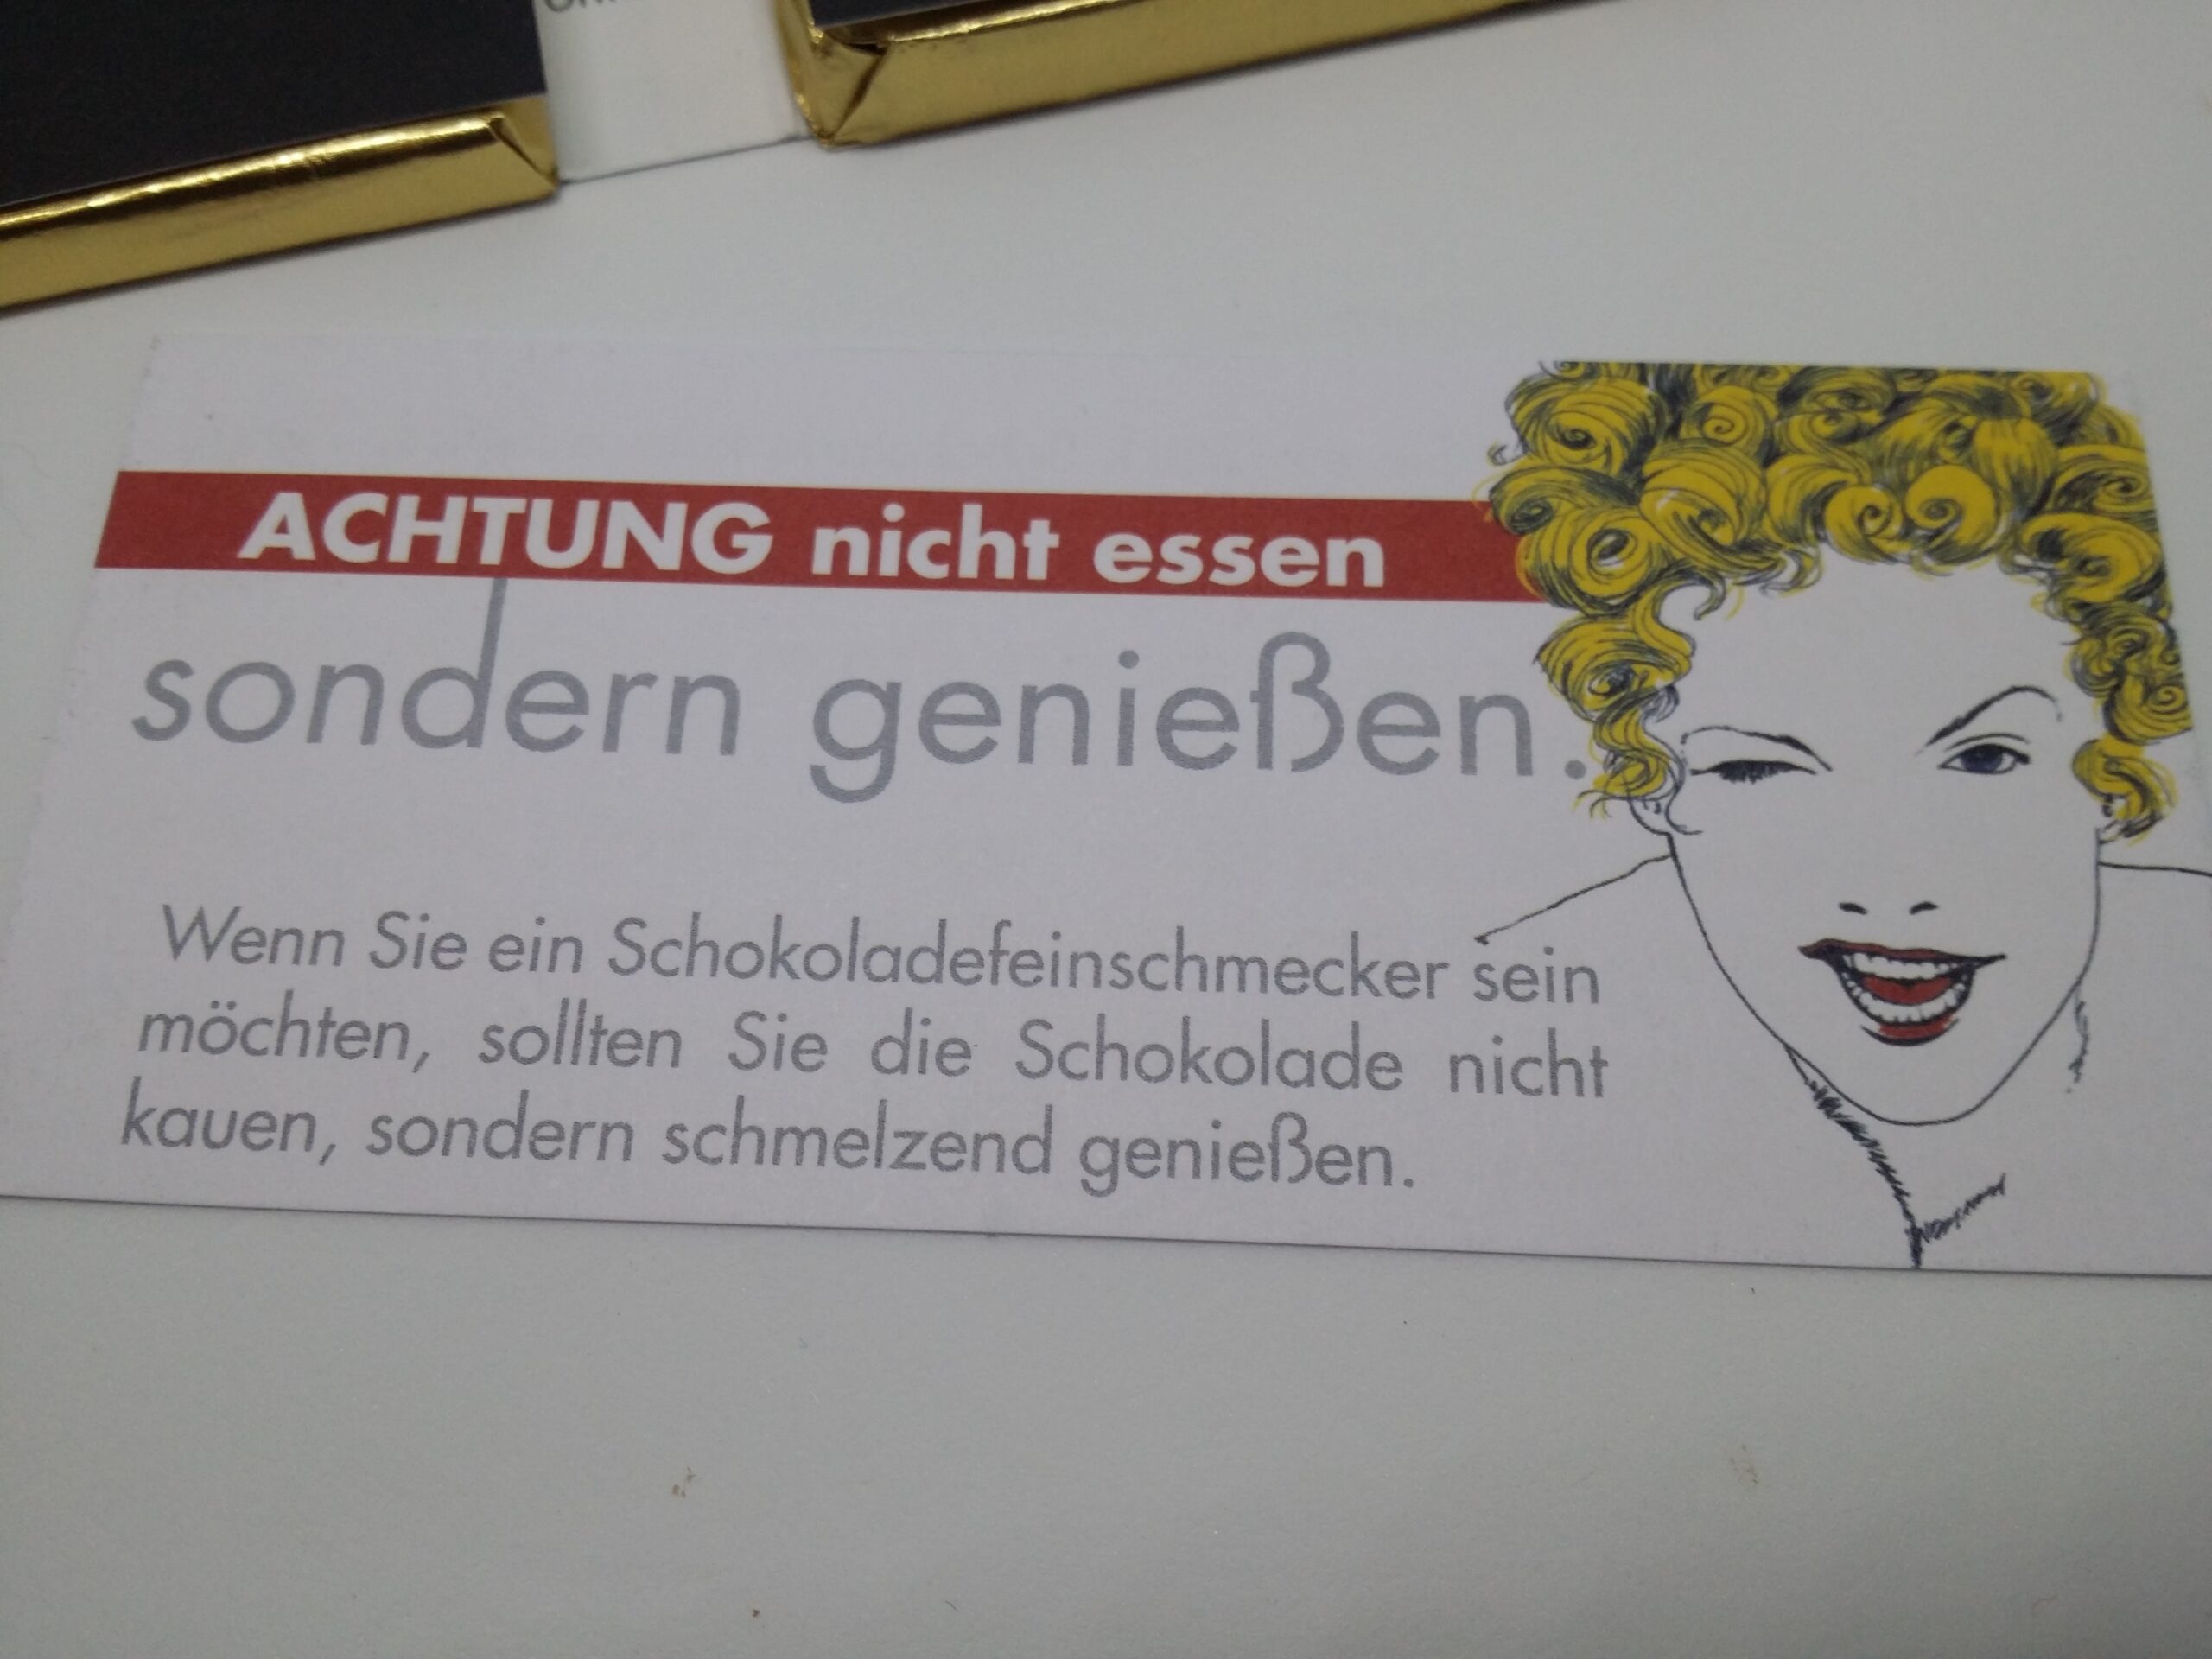 ACHTUNG nicht essen
sondern genießen.
Wenn Sie ein Schokoladefeinschmecker sein
möchten, sollten Sie die Schokolade nicht
kauen, sondern schmelzend genießen.